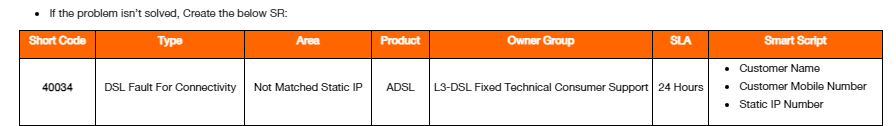 • If the problem isn't solved, Create the below SR:
Short Code Type Area Product Owner Group SLA Smart Script
• Customer Name
40034 DSL Fault For Connectivity Not Matched Static IP ADSL L3-DSL Fixed Technical Consumer Support 24 Hours • Customer Mobile Number
• Static IP Number